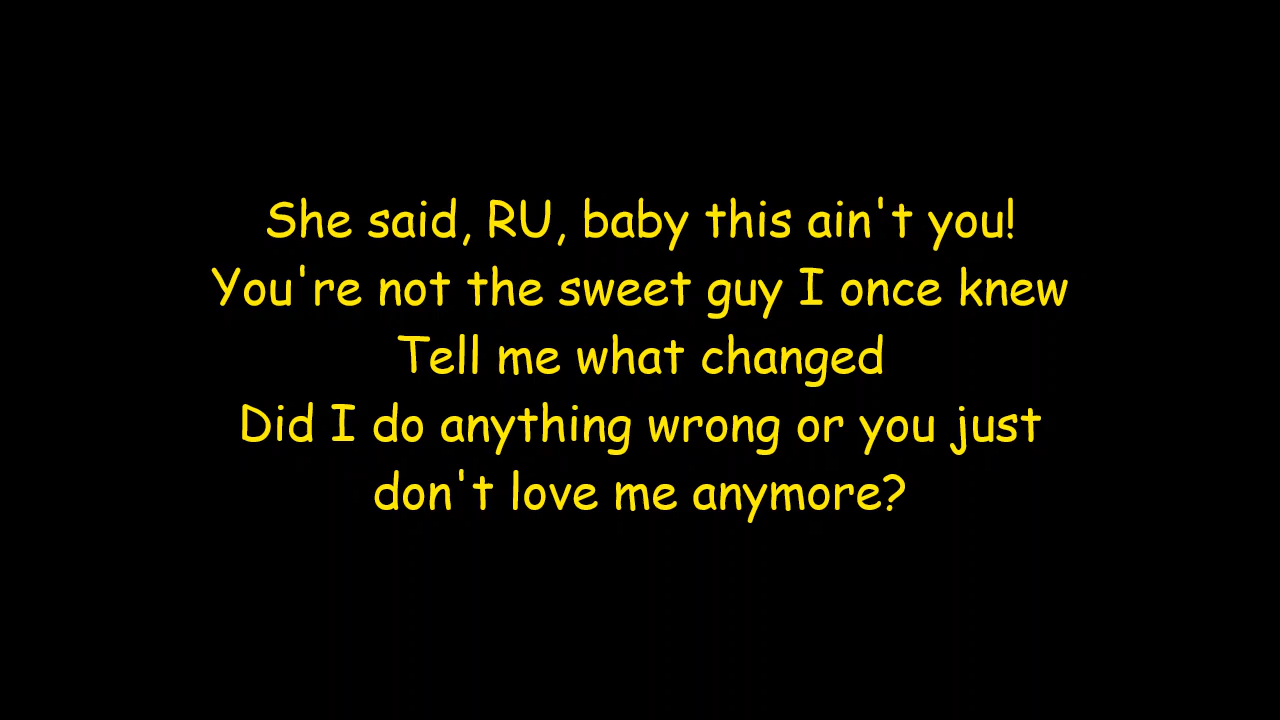 She said, RU, baby this ain't you!
You're not the sweet guy I once knew
Tell me what changed
Did I do anything wrong or you just
don't love me anymore?